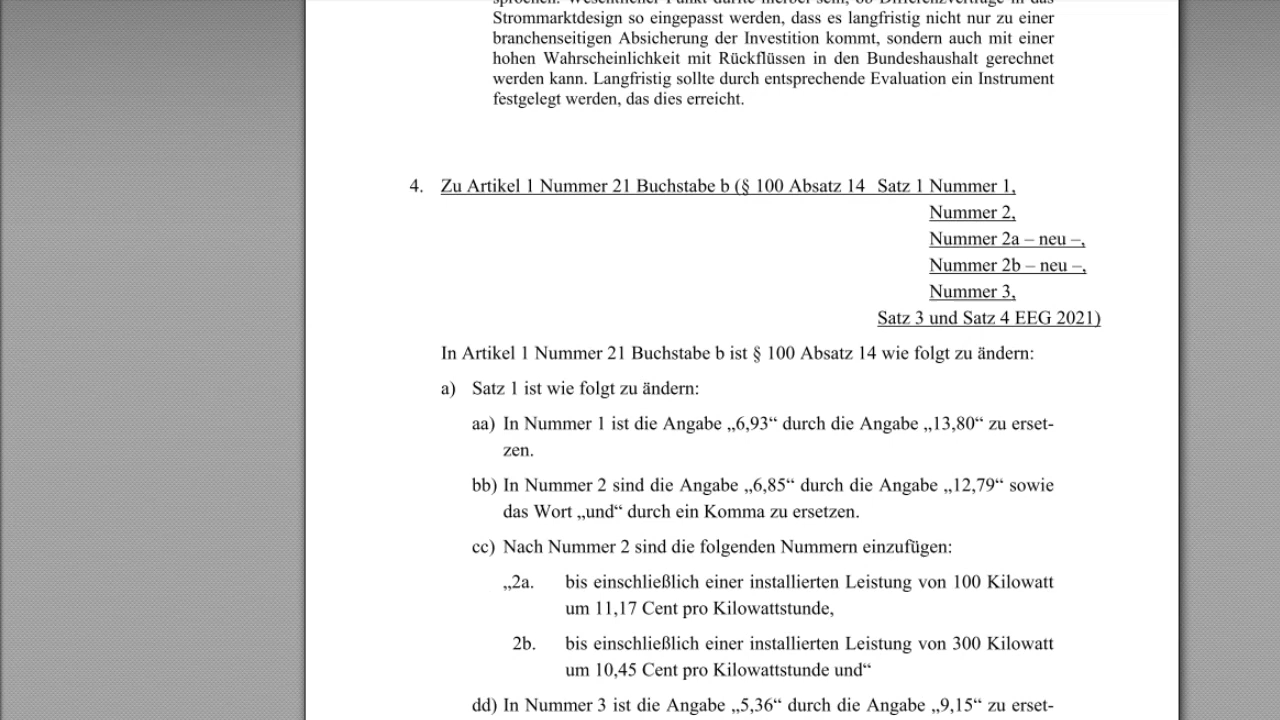 Strommarktdesign so eingepasst werden, dass es langfristig nicht nur zu einer
branchenseitigen Absicherung der Investition kommt, sondern auch mit einer
hohen Wahrscheinlichkeit mit Rückflüssen in den Bundeshaushalt gerechnet
werden kann. Langfristig sollte durch entsprechende Evaluation ein Instrument
festgelegt werden, das dies erreicht.
4. Zu Artikel 1 Nummer 21 Buchstabe b (§ 100 Absatz 14 Satz 1 Nummer 1,
Nummer 2,
Nummer 2a – neu –,
Nummer 2b – neu –,
Nummer 3,
Satz 3 und Satz 4 EEG 2021)
In Artikel 1 Nummer 21 Buchstabe b ist § 100 Absatz 14 wie folgt zu ändern:
a) Satz 1 ist wie folgt zu ändern:
aa) In Nummer 1 ist die Angabe „6,93“ durch die Angabe „13,80“ zu erset-
zen.
bb) In Nummer 2 sind die Angabe „6,85“ durch die Angabe „12,79“ sowie
das Wort „und“ durch ein Komma zu ersetzen.
cc) Nach Nummer 2 sind die folgenden Nummern einzufügen:
„2a. bis einschließlich einer installierten Leistung von 100 Kilowatt
um 11,17 Cent pro Kilowattstunde,
2b. bis einschließlich einer installierten Leistung von 300 Kilowatt
um 10,45 Cent pro Kilowattstunde und“
dd) In Nummer 3 ist die Angabe „5,36“ durch die Angabe „9,15“ zu erset-